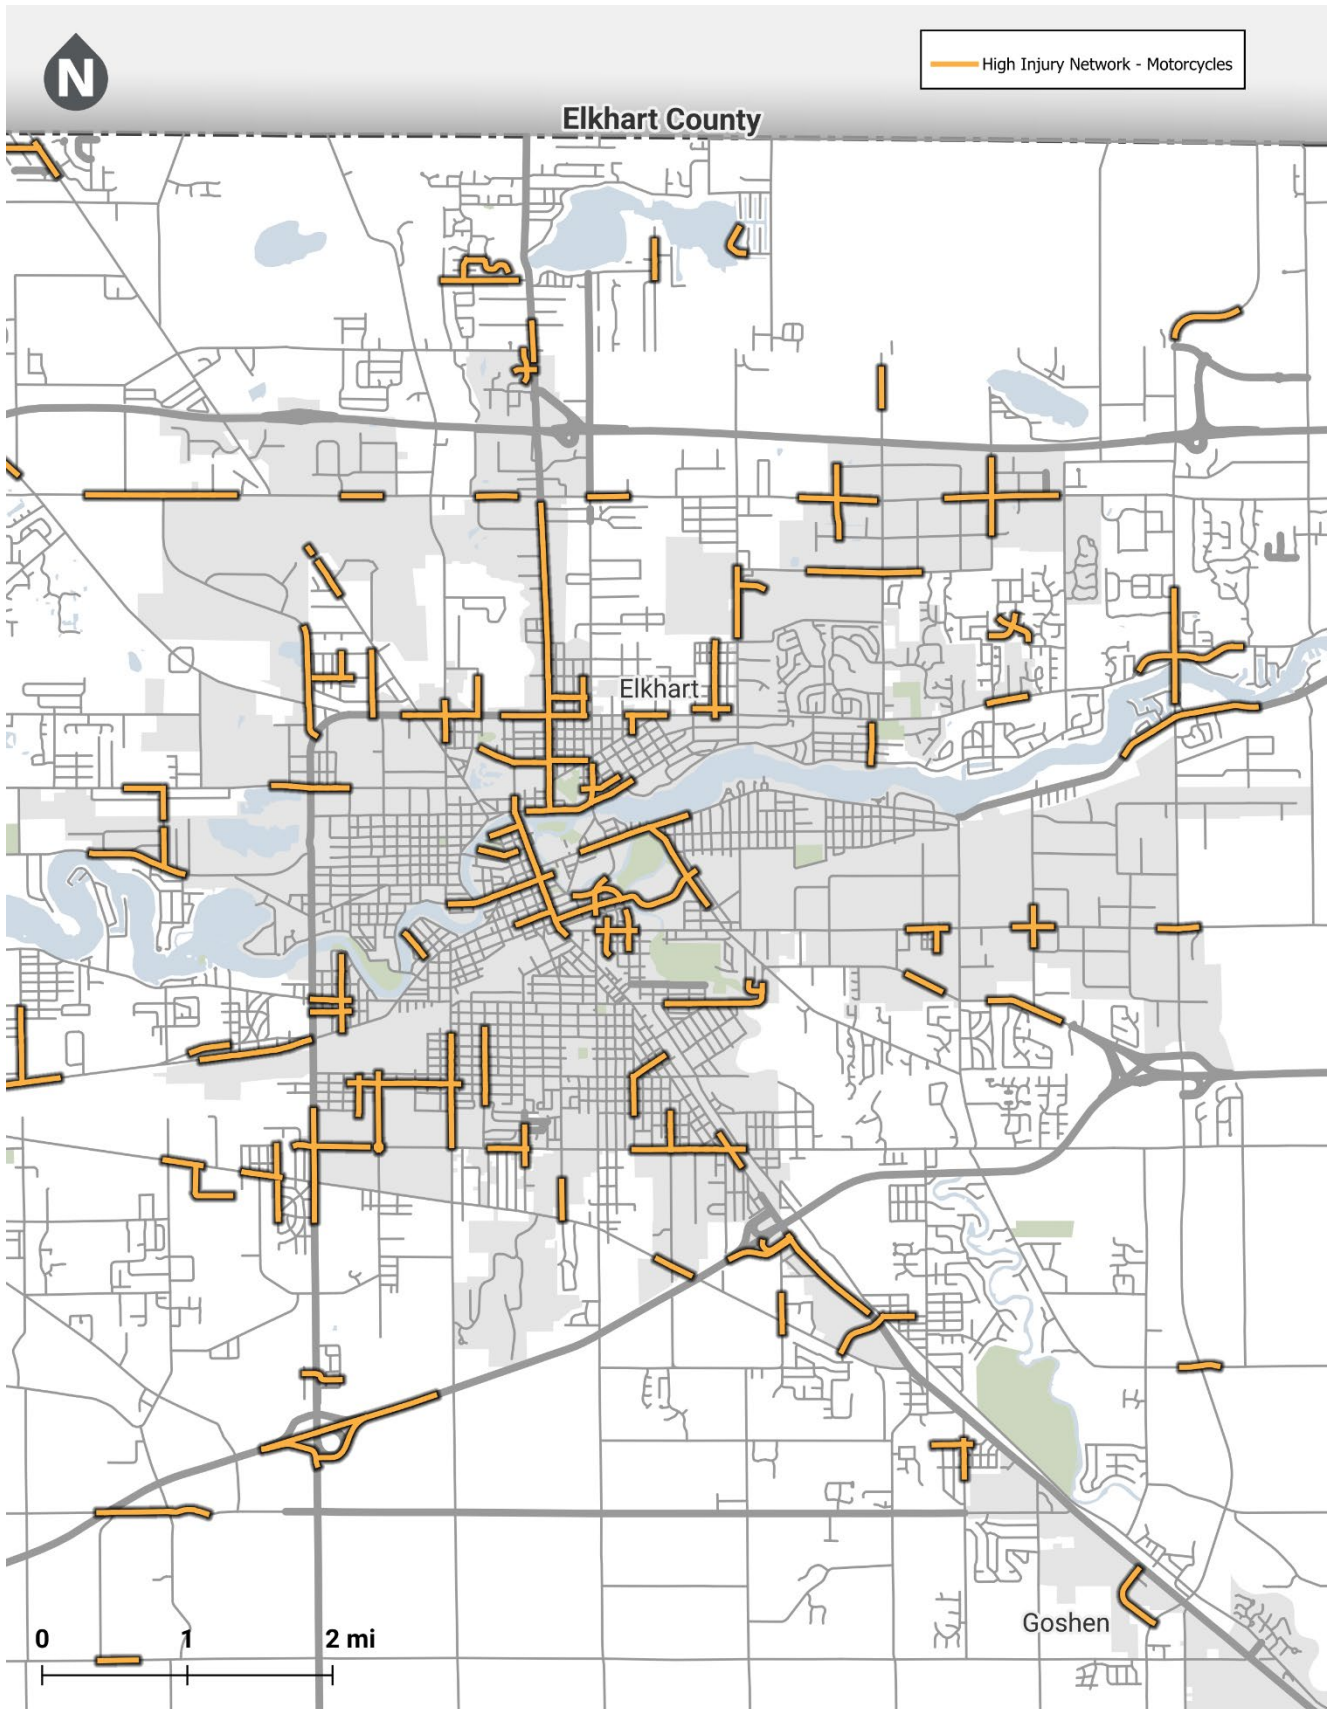 N
High Injury Network - Motorcycles
Elkhart County
Elkhart
Goshen
0 1 2 mi